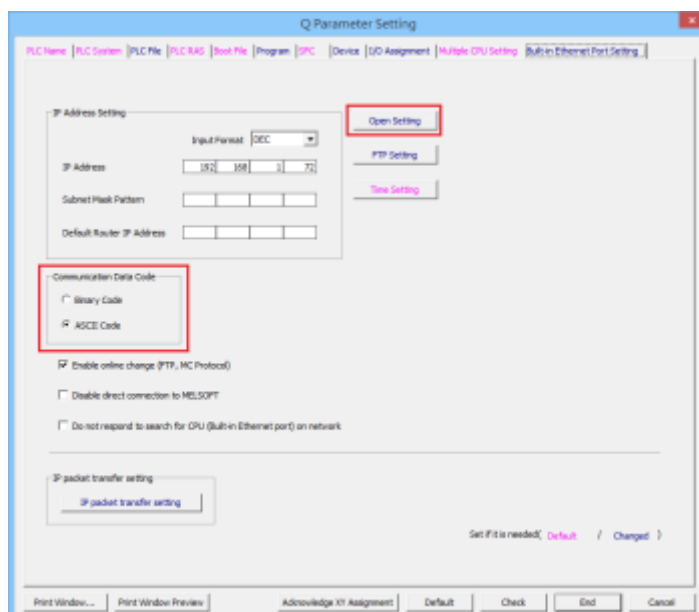 Q Parameter Setting
PLC Name PLC System PLC File PLC RAS Boot File Program SFC Device I/O Assignment Multiple CPU Setting Built-in Ethernet Port Setting
IP Address Setting
Open Setting
Input Format DEC
FTP Setting
IP Address 192 168 1 72
Time Setting
Subnet Mask Pattern
Default Router IP Address
Communication Data Code
Binary Code
ASCII Code
Enable online change (FTP, MC Protocol)
Disable direct connection to MELSOFT
Do not respond to search for CPU (Built-in Ethernet port) on network
IP packet transfer setting
IP packet transfer setting
Set if it is needed( Default / Changed )
Print Window... Print Window Preview Acknowledge XY Assignment Default Check End Cancel